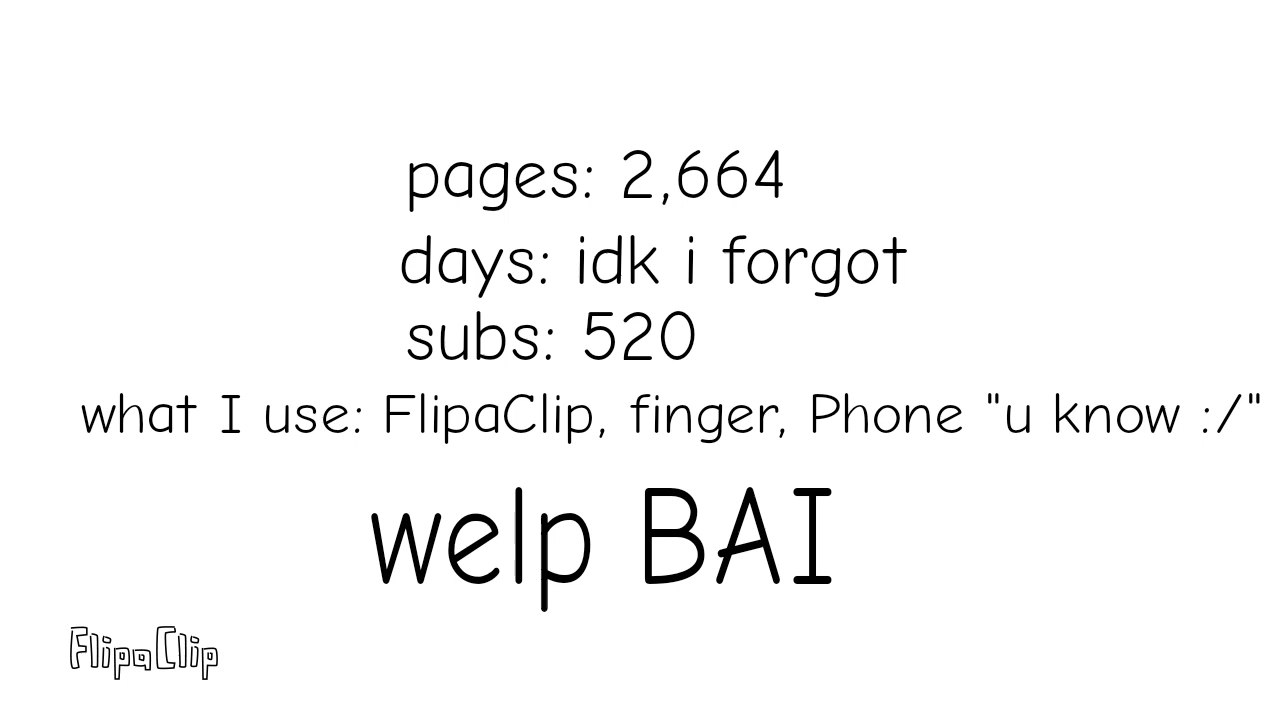 pages: 2,664
days: idk i forgot
subs: 520
what I use: FlipaClip, finger, Phone "u know :/"
welp BAI
FlipaClip